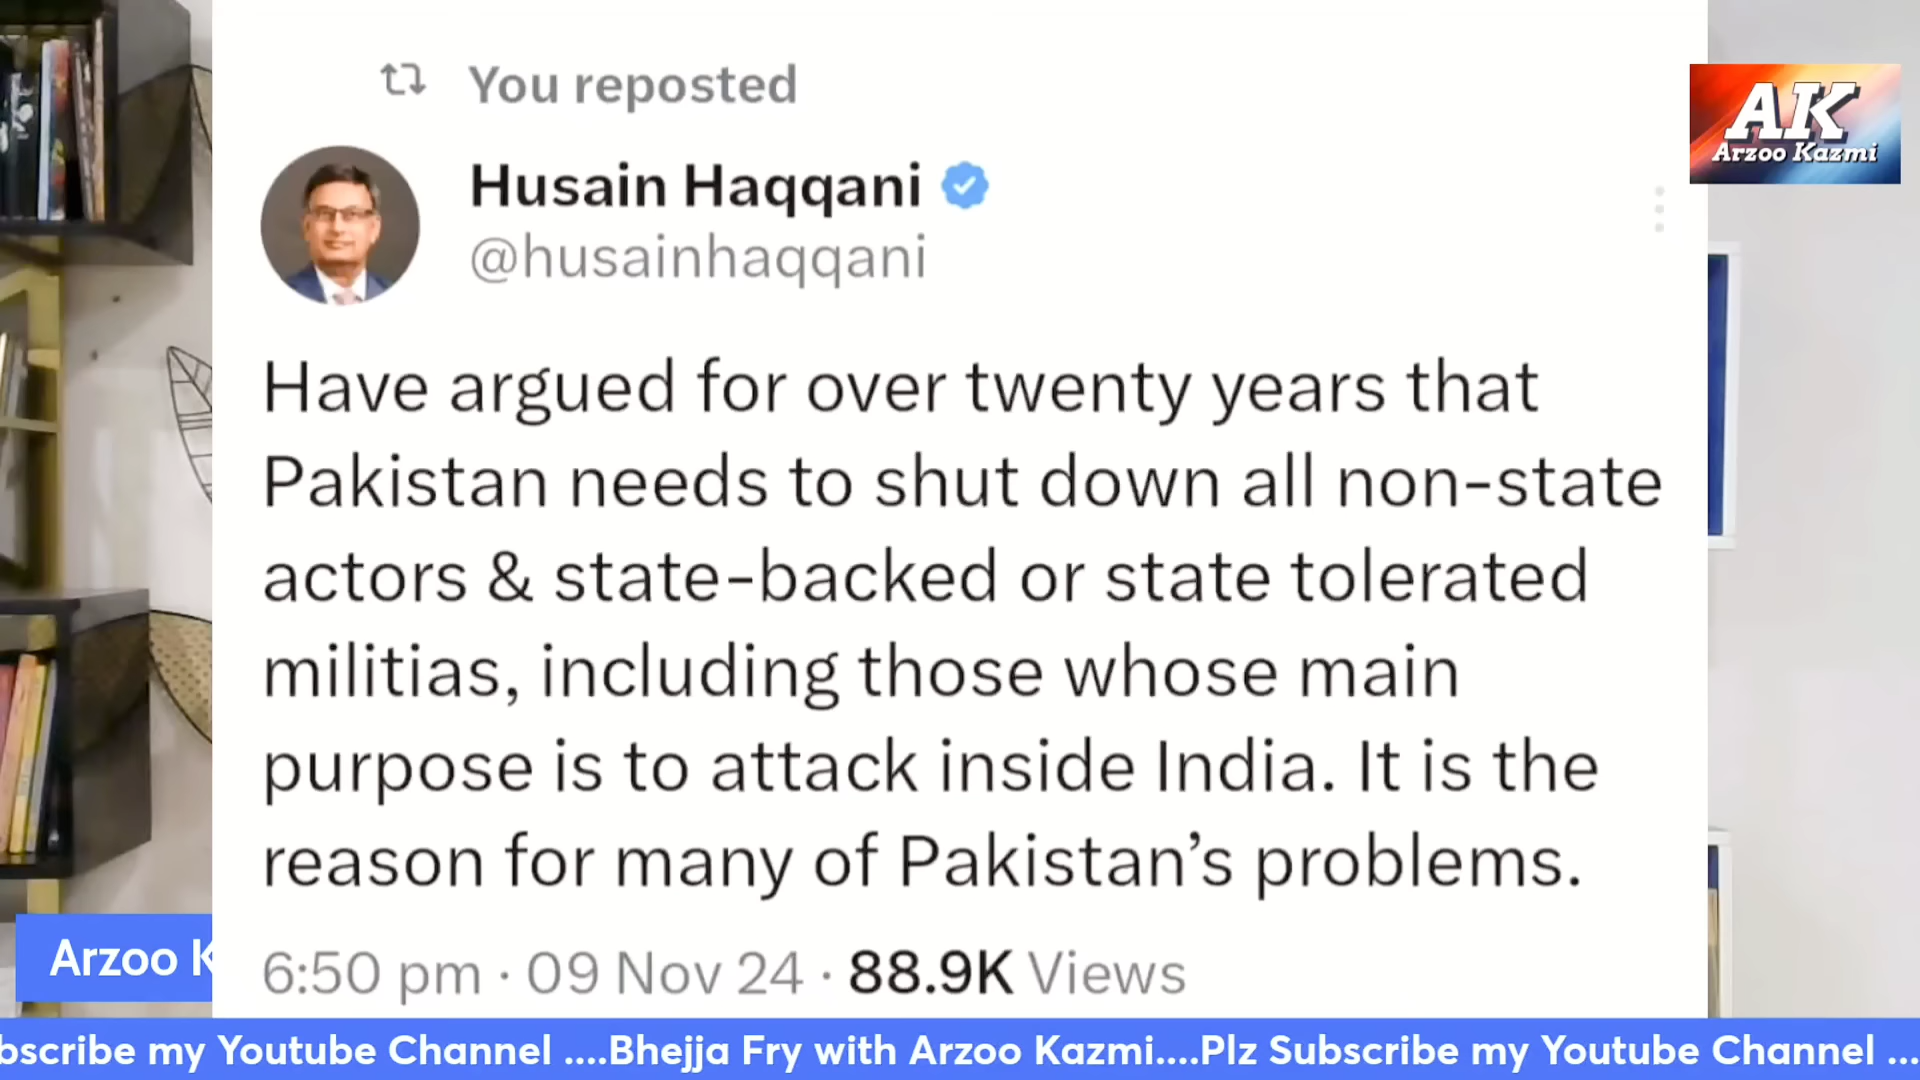 You reposted
AK
Arzoo Kazmi
Husain Haqqani
@husainhaqqani
Have argued for over twenty years that
Pakistan needs to shut down all non-state
actors & state-backed or state tolerated
militias, including those whose main
purpose is to attack inside India. It is the
reason for many of Pakistan’s problems.
Arzoo K
6:50 pm · 09 Nov 24 · 88.9K Views
bscribe my Youtube Channel ....Bhejja Fry with Arzoo Kazmi....Plz Subscribe my Youtube Channel ...